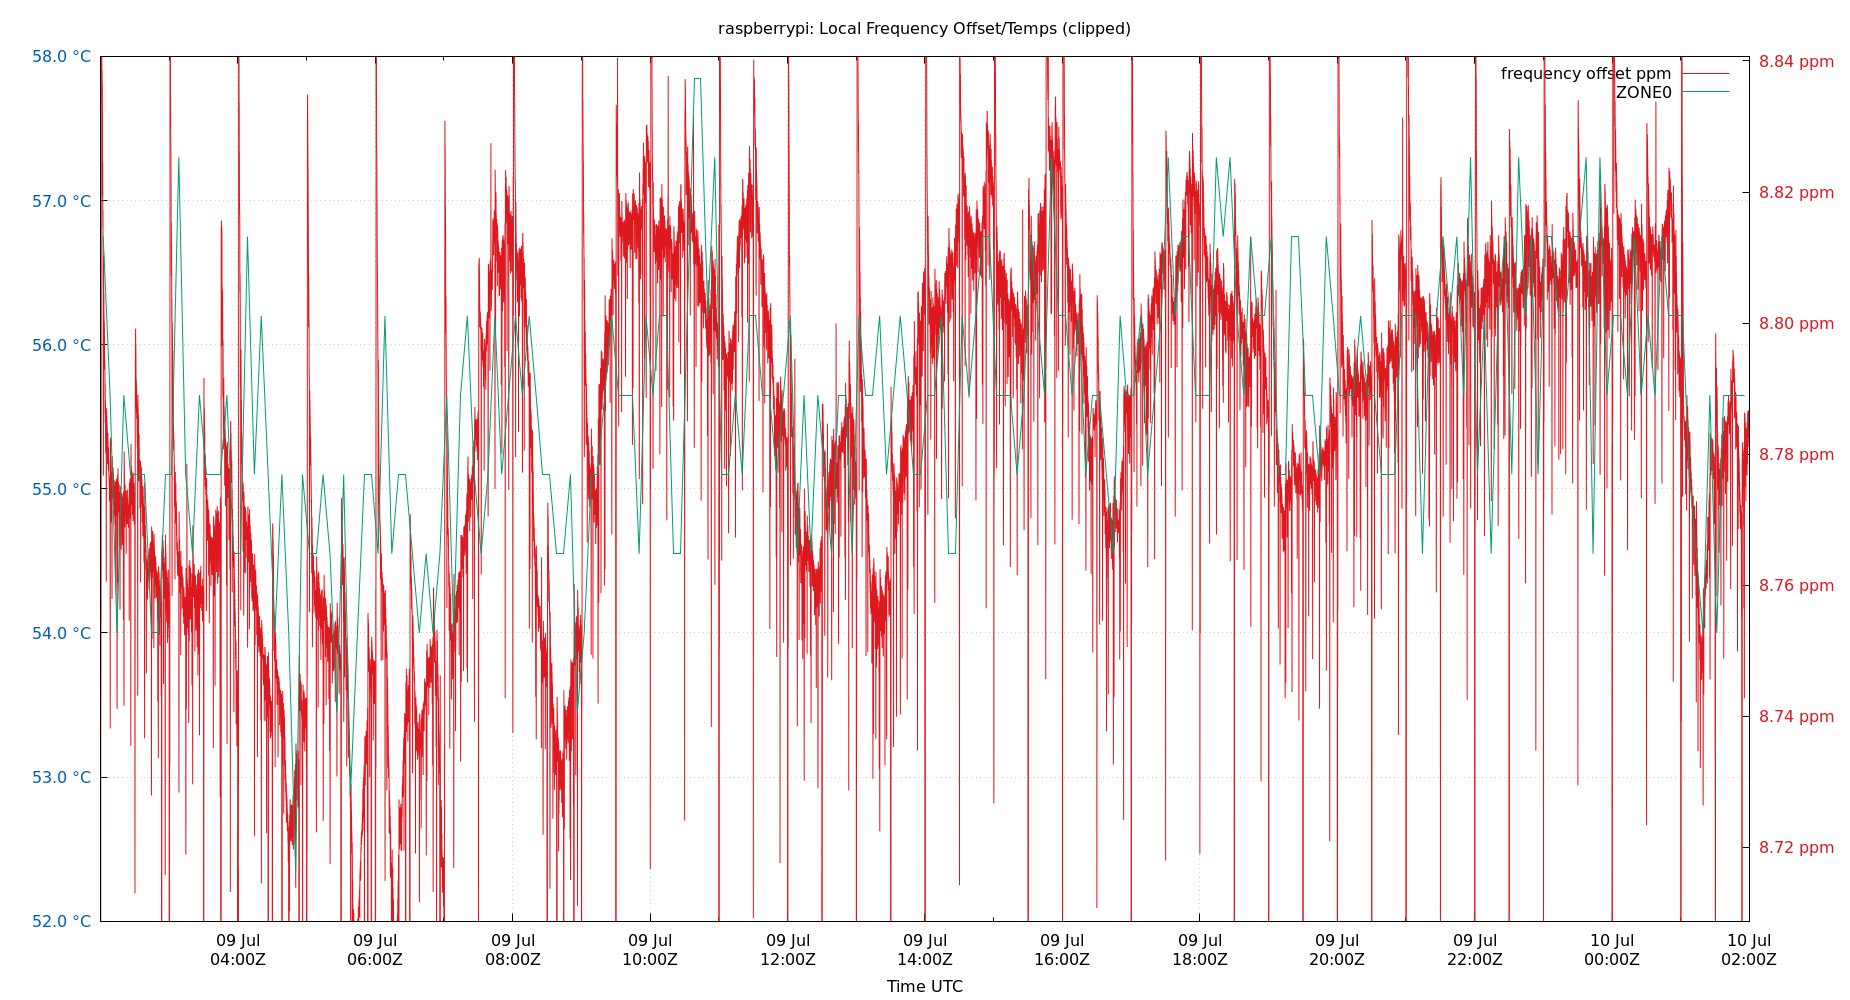 raspberrypi: Local Frequency Offset/Temps (clipped)
58.0 °C
57.0 °C
56.0 °C
55.0 °C
54.0 °C
53.0 °C
52.0 °C
frequency offset ppm
ZONE0
8.84 ppm
8.82 ppm
8.80 ppm
8.78 ppm
8.76 ppm
8.74 ppm
8.72 ppm
09 Jul
04:00Z
09 Jul
06:00Z
09 Jul
08:00Z
09 Jul
10:00Z
09 Jul
12:00Z
09 Jul
14:00Z
09 Jul
16:00Z
09 Jul
18:00Z
09 Jul
20:00Z
09 Jul
22:00Z
10 Jul
00:00Z
10 Jul
02:00Z
Time UTC